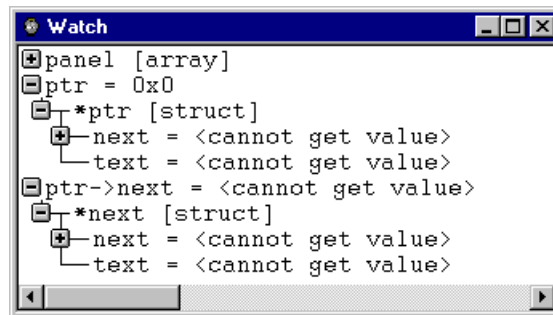 Watch
panel [array]
ptr = 0x0
*ptr [struct]
next = <cannot get value>
text = <cannot get value>
ptr->next = <cannot get value>
*next [struct]
next = <cannot get value>
text = <cannot get value>